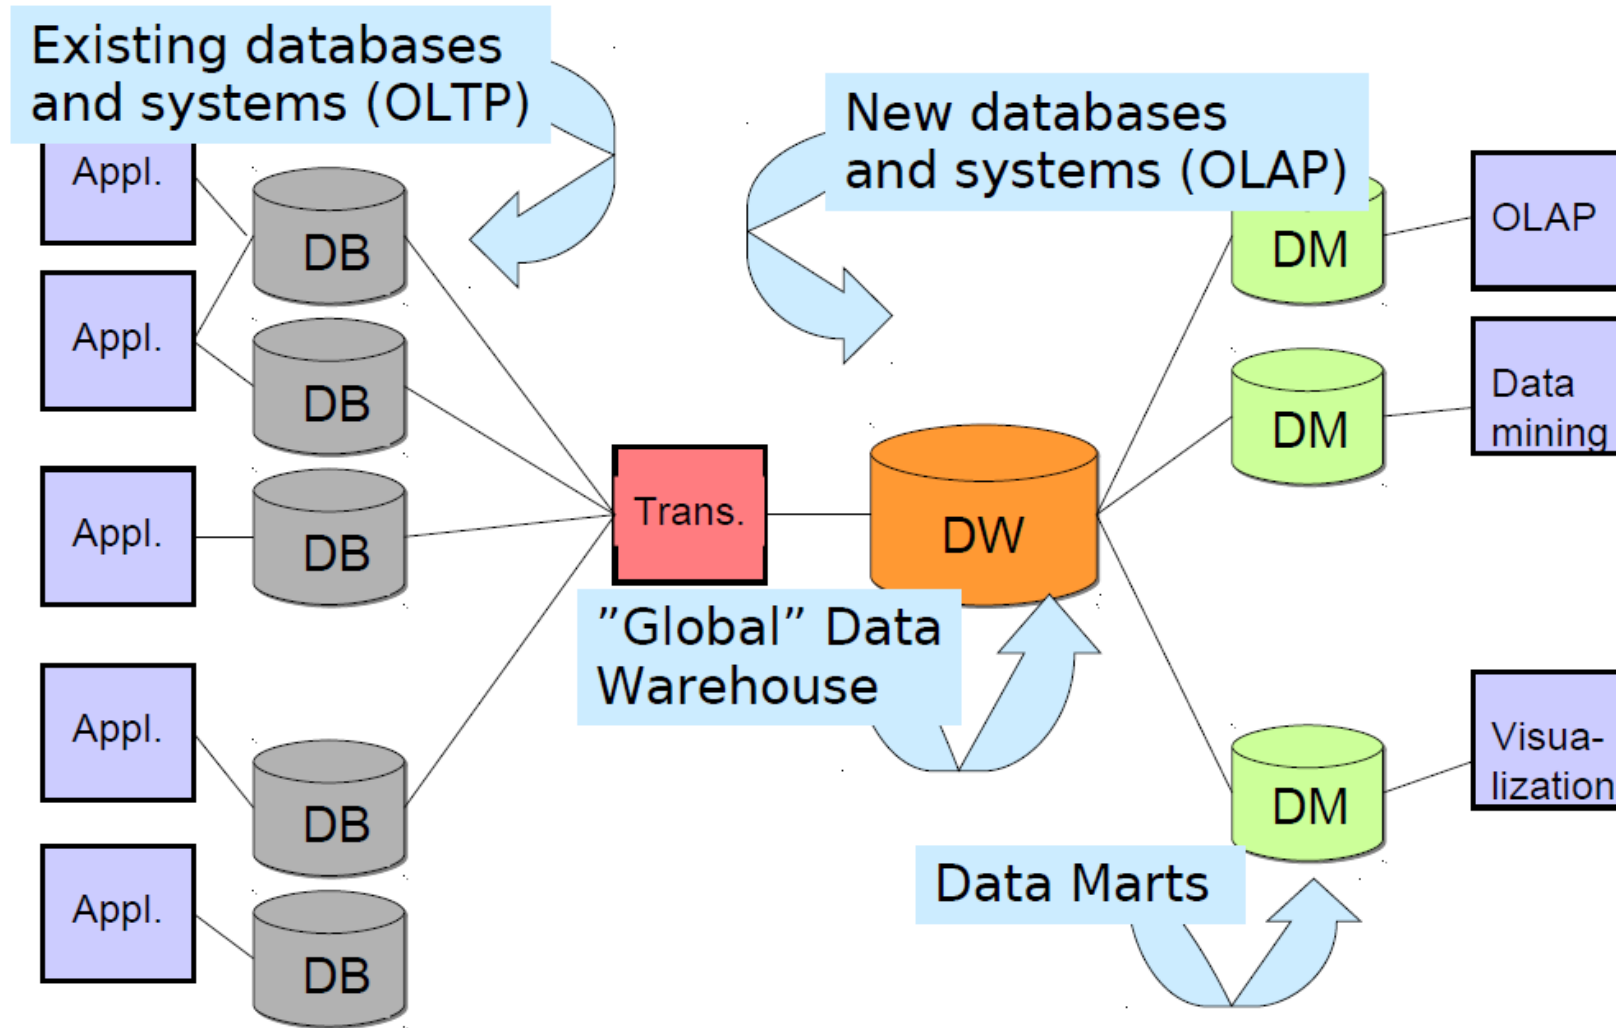 Existing databases
and systems (OLTP)
New databases
and systems (OLAP)
Appl.
DB
DM
OLAP
Appl.
DB
DM
Data
mining
Appl.
DB
Trans.
DW
”Global” Data
Warehouse
Appl.
DB
DM
Visua-
lization
Appl.
DB
Data Marts